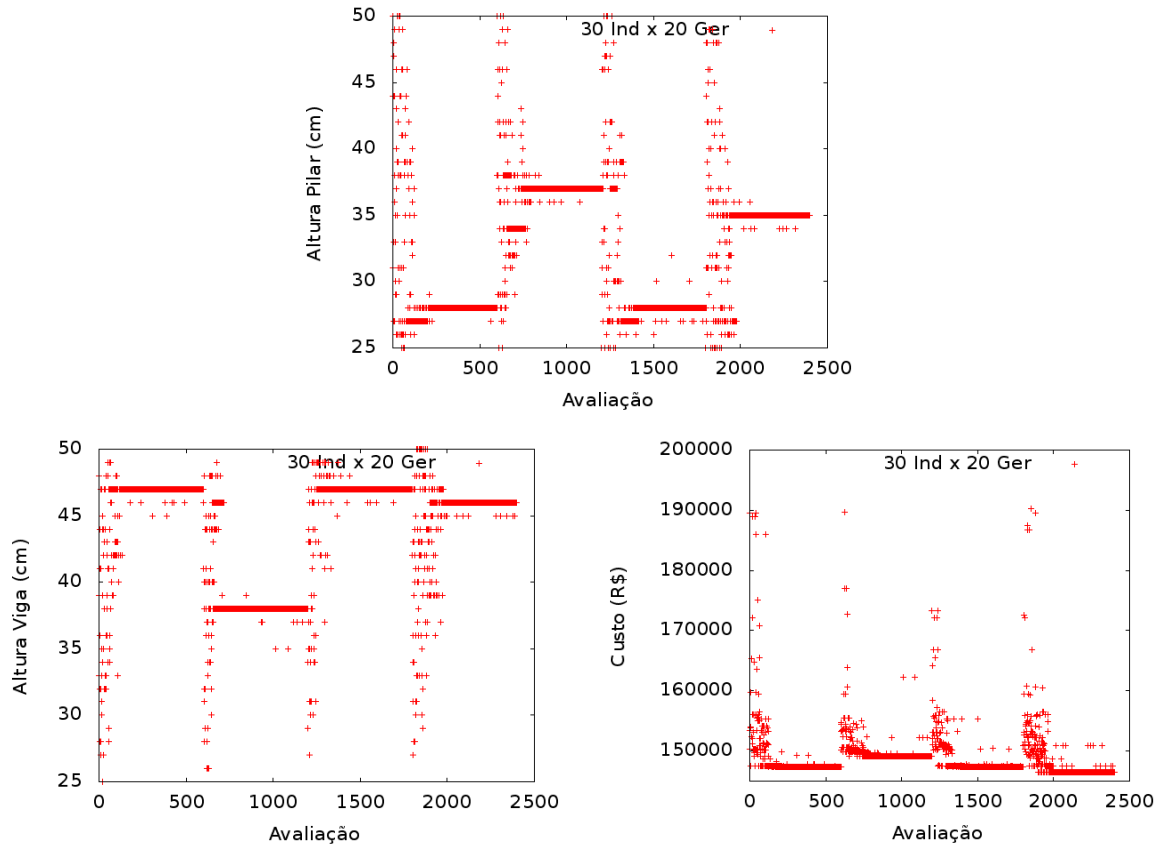 50
45
40
35
30
25
Altura Pilar (cm)
30 Ind x 20 Ger
0 500 1000 1500 2000 2500
Avaliação
50
45
40
35
30
25
Altura Viga (cm)
30 Ind x 20 Ger
0 500 1000 1500 2000 2500
Avaliação
200000
190000
180000
170000
160000
150000
Custo (R$)
30 Ind x 20 Ger
0 500 1000 1500 2000 2500
Avaliação